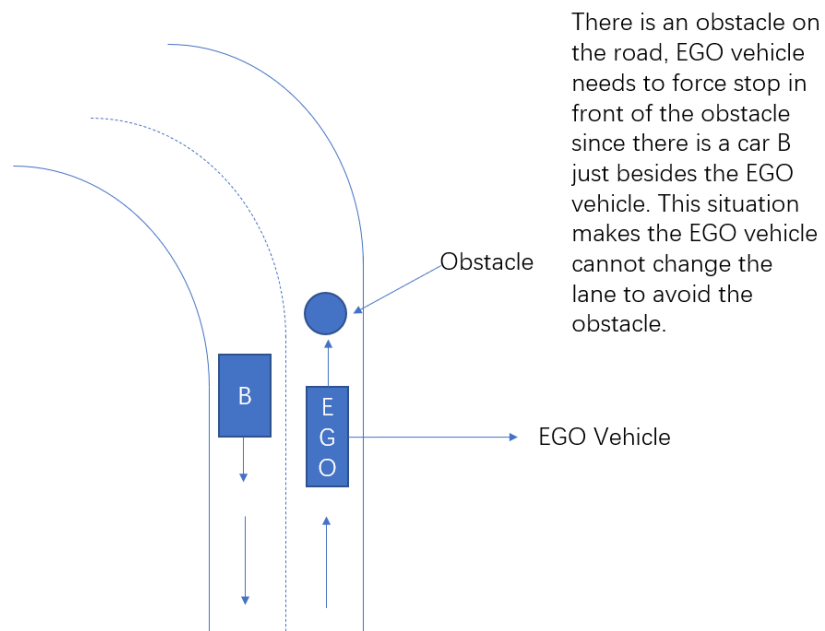 There is an obstacle on
the road, EGO vehicle
needs to force stop in
front of the obstacle
since there is a car B
just besides the EGO
vehicle. This situation
makes the EGO vehicle
cannot change the
lane to avoid the
obstacle.
Obstacle
B
E
G
O
EGO Vehicle